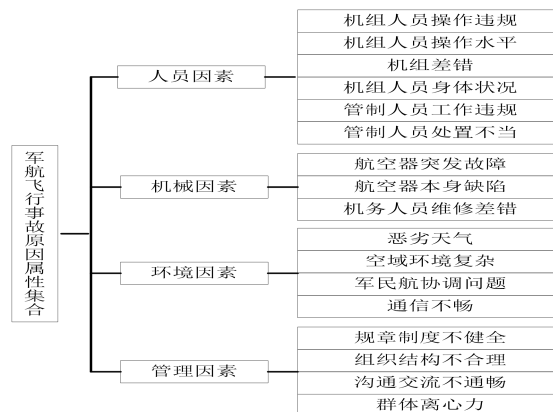 军航飞行事故原因属性集合
人员因素
机组人员操作违规
机组人员操作水平
机组差错
机组人员身体状况
管制人员工作违规
管制人员处置不当
机械因素
航空器突发故障
航空器本身缺陷
机务人员维修差错
环境因素
恶劣天气
空域环境复杂
军民航协调问题
通信不畅
管理因素
规章制度不健全
组织结构不合理
沟通交流不通畅
群体离心力